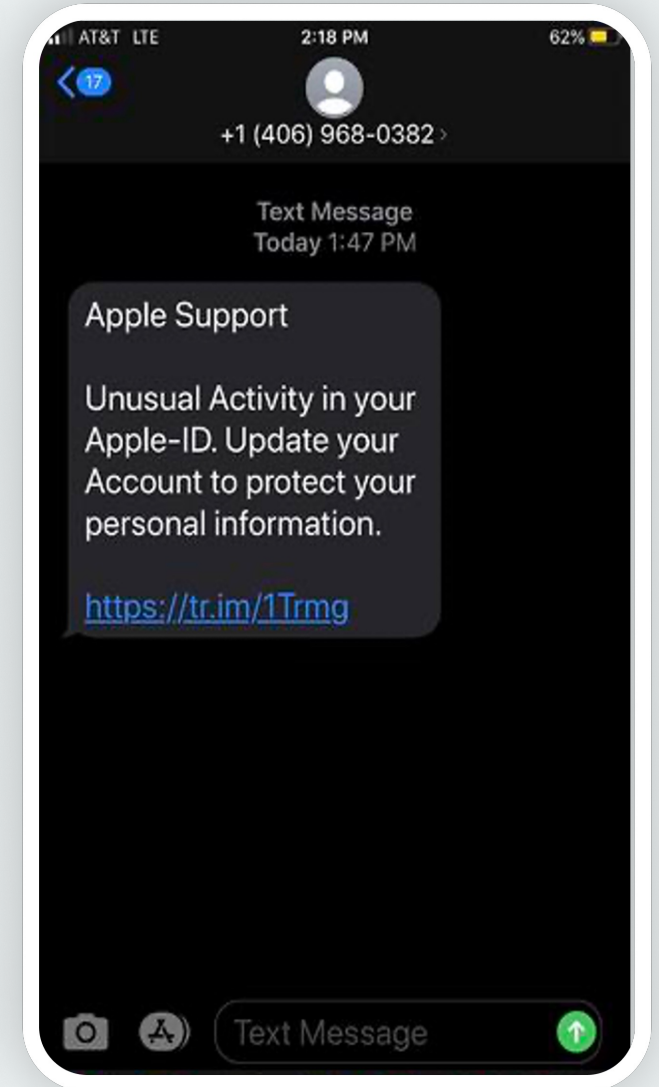 AT&T LTE 2:18 PM 62%
17
+1 (406) 968-0382 >
Text Message
Today 1:47 PM
Apple Support
Unusual Activity in your
Apple-ID. Update your
Account to protect your
personal information.
https://tr.im/1Trmg
Text Message